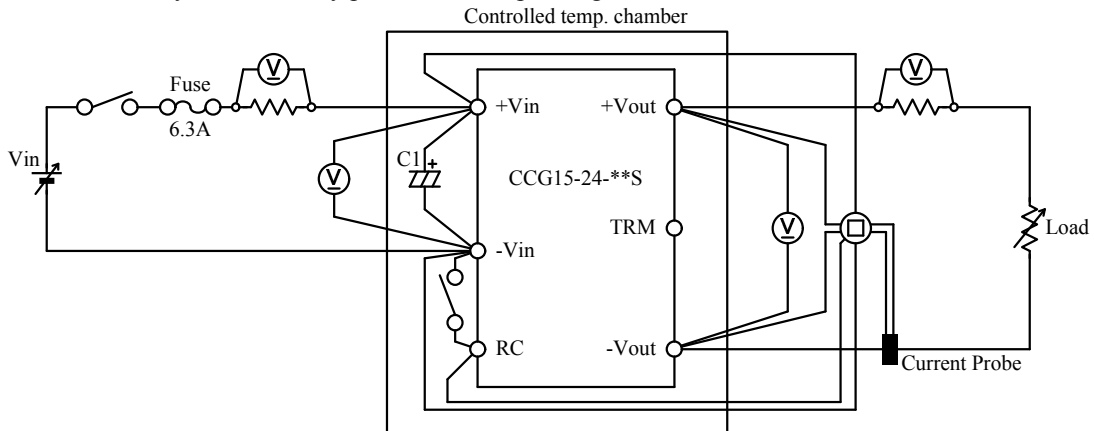 Controlled temp. chamber
V
V
Fuse
+Vin
+Vout
6.3A
Vin
C1
+
V
CCG15-24-**S
TRM
V
Load
-Vin
RC
-Vout
Current Probe